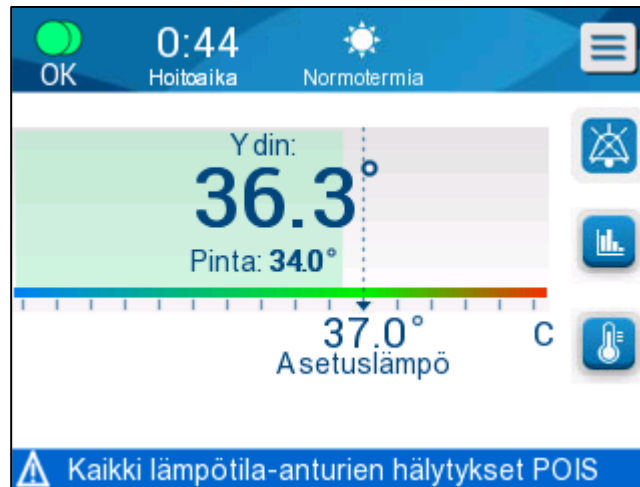 OK
0:44
Hoitoaika
Normotermia
Ydin:
36.3°
Pinta: 34.0°
37.0°
C
Asetuslämpö
Kaikki lämpötila-anturien hälytykset POIS